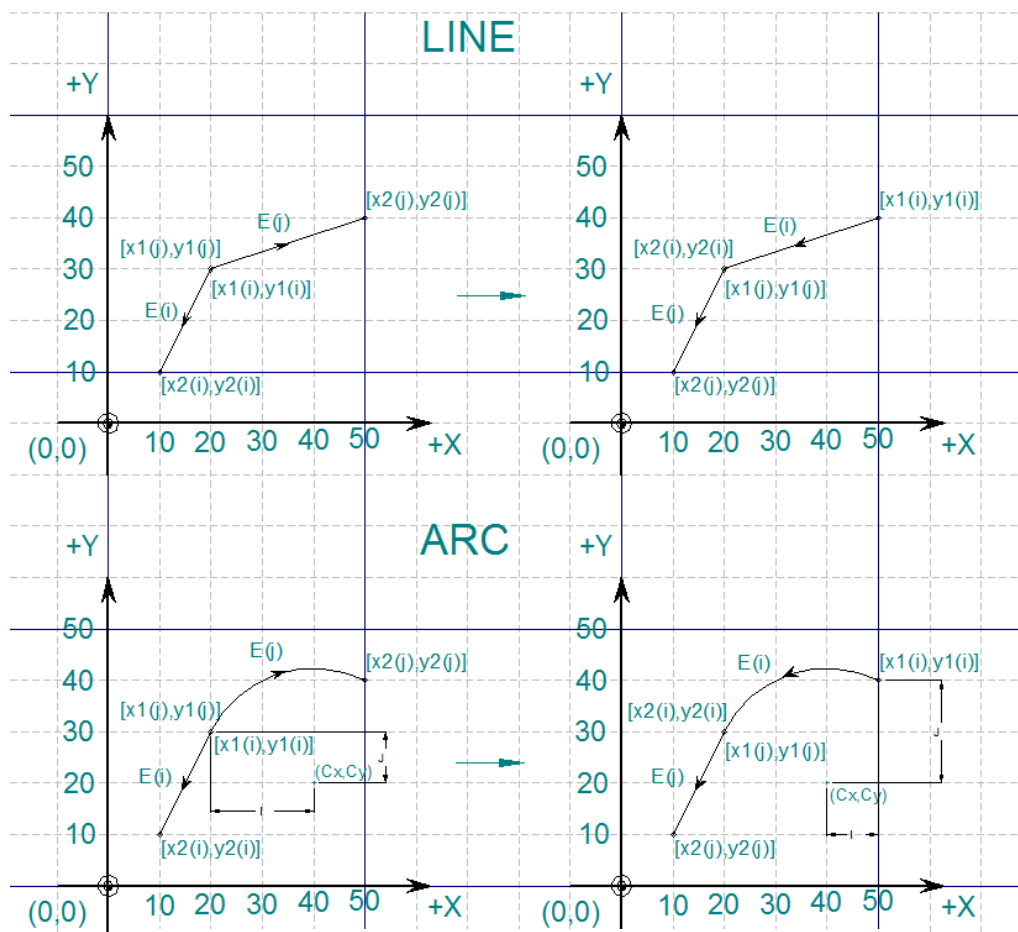 LINE
+Y
+Y
50
50
[x2(j),y2(j)]
[x1(i),y1(i)]
40
40
E(j)
E(i)
[x1(j),y1(j)]
[x2(i),y2(i)]
30
30
[x1(i),y1(i)]
[x1(j),y1(j)]
E(i)
E(j)
20
20
10
10
[x2(i),y2(i)]
[x2(j),y2(j)]
(0,0)
10 20 30 40 50
+X
(0,0)
10 20 30 40 50
+X
ARC
+Y
+Y
50
50
E(j)
[x2(j),y2(j)]
E(i)
[x1(i),y1(i)]
40
40
[x1(j),y1(j)]
[x2(i),y2(i)]
30
30
[x1(i),y1(i)]
J
[x1(j),y1(j)]
J
E(i)
(Cx,Cy)
E(j)
20
20
(Cx,Cy)
I
I
10
10
[x2(i),y2(i)]
[x2(j),y2(j)]
(0,0)
10 20 30 40 50
+X
(0,0)
10 20 30 40 50
+X